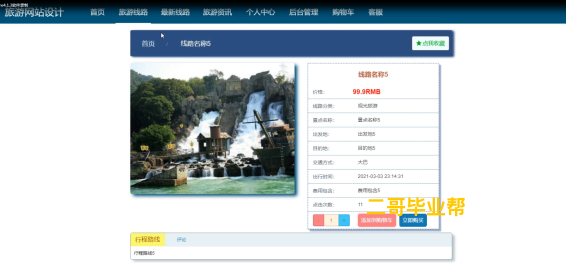 旅游网站设计
首页 旅游线路 最新线路 旅游资讯 个人中心 后台管理 购物车 客服
首页 线路名称5
★点我收藏
线路名称5
价格: 99.9RMB
线路分类: 观光旅游
景点名称: 景点名称5
出发地: 出发地5
目的地: 目的地5
交通方式: 大巴
出行时间: 2021-03-03 23:14:31
费用包含: 费用包含5
点击次数: 11
二哥毕业帮
- 1 +
添加到购物车 立即购买
行程路线 评论
行程路线5